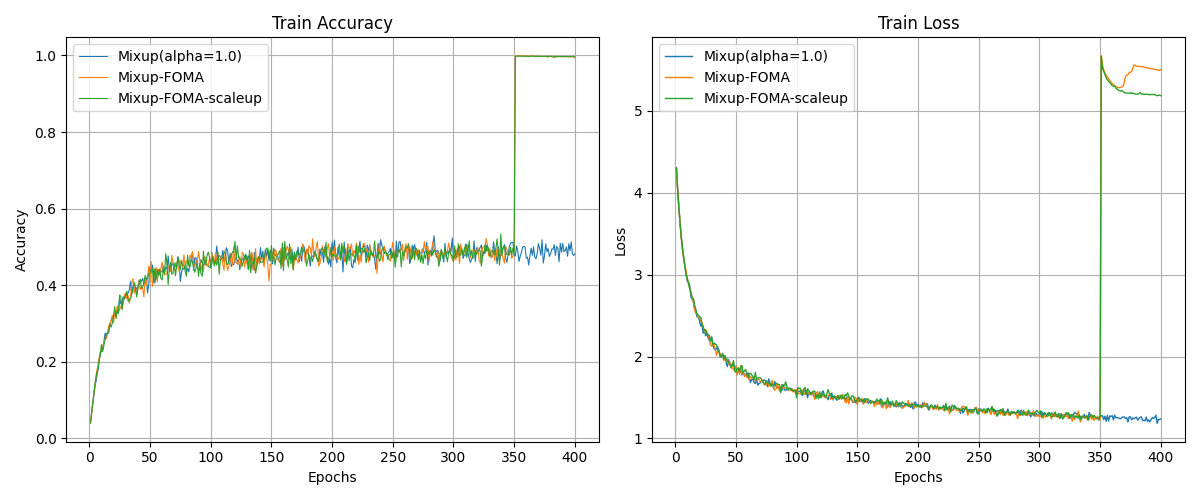 Train Accuracy
Mixup(alpha=1.0)
Mixup-FOMA
Mixup-FOMA-scaleup
Accuracy
1.0
0.8
0.6
0.4
0.2
0.0
0 50 100 150 200 250 300 350 400
Epochs
Train Loss
Mixup(alpha=1.0)
Mixup-FOMA
Mixup-FOMA-scaleup
Loss
5
4
3
2
1
0 50 100 150 200 250 300 350 400
Epochs